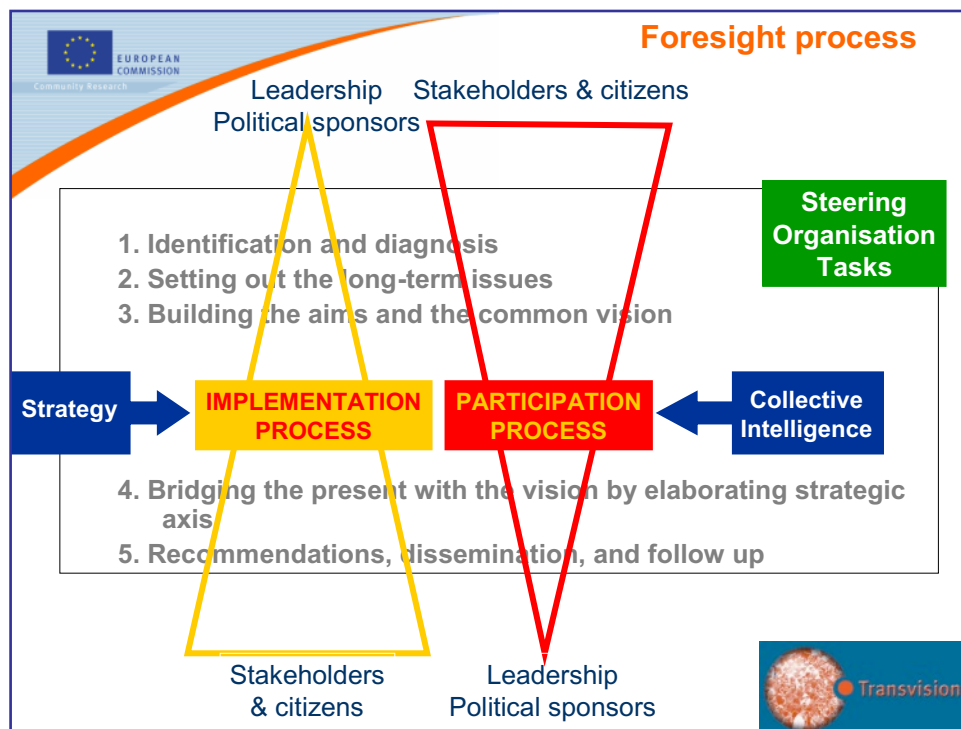 Foresight process
EUROPEAN
COMMISSION
Community Research
Leadership
Political sponsors
Stakeholders & citizens
Steering
Organisation
Tasks
1. Identification and diagnosis
2. Setting out the long-term issues
3. Building the aims and the common vision
Strategy
IMPLEMENTATION
PROCESS
PARTICIPATION
PROCESS
Collective
Intelligence
4. Bridging the present with the vision by elaborating strategic
axis
5. Recommendations, dissemination, and follow up
Stakeholders
& citizens
Leadership
Political sponsors
Transvision